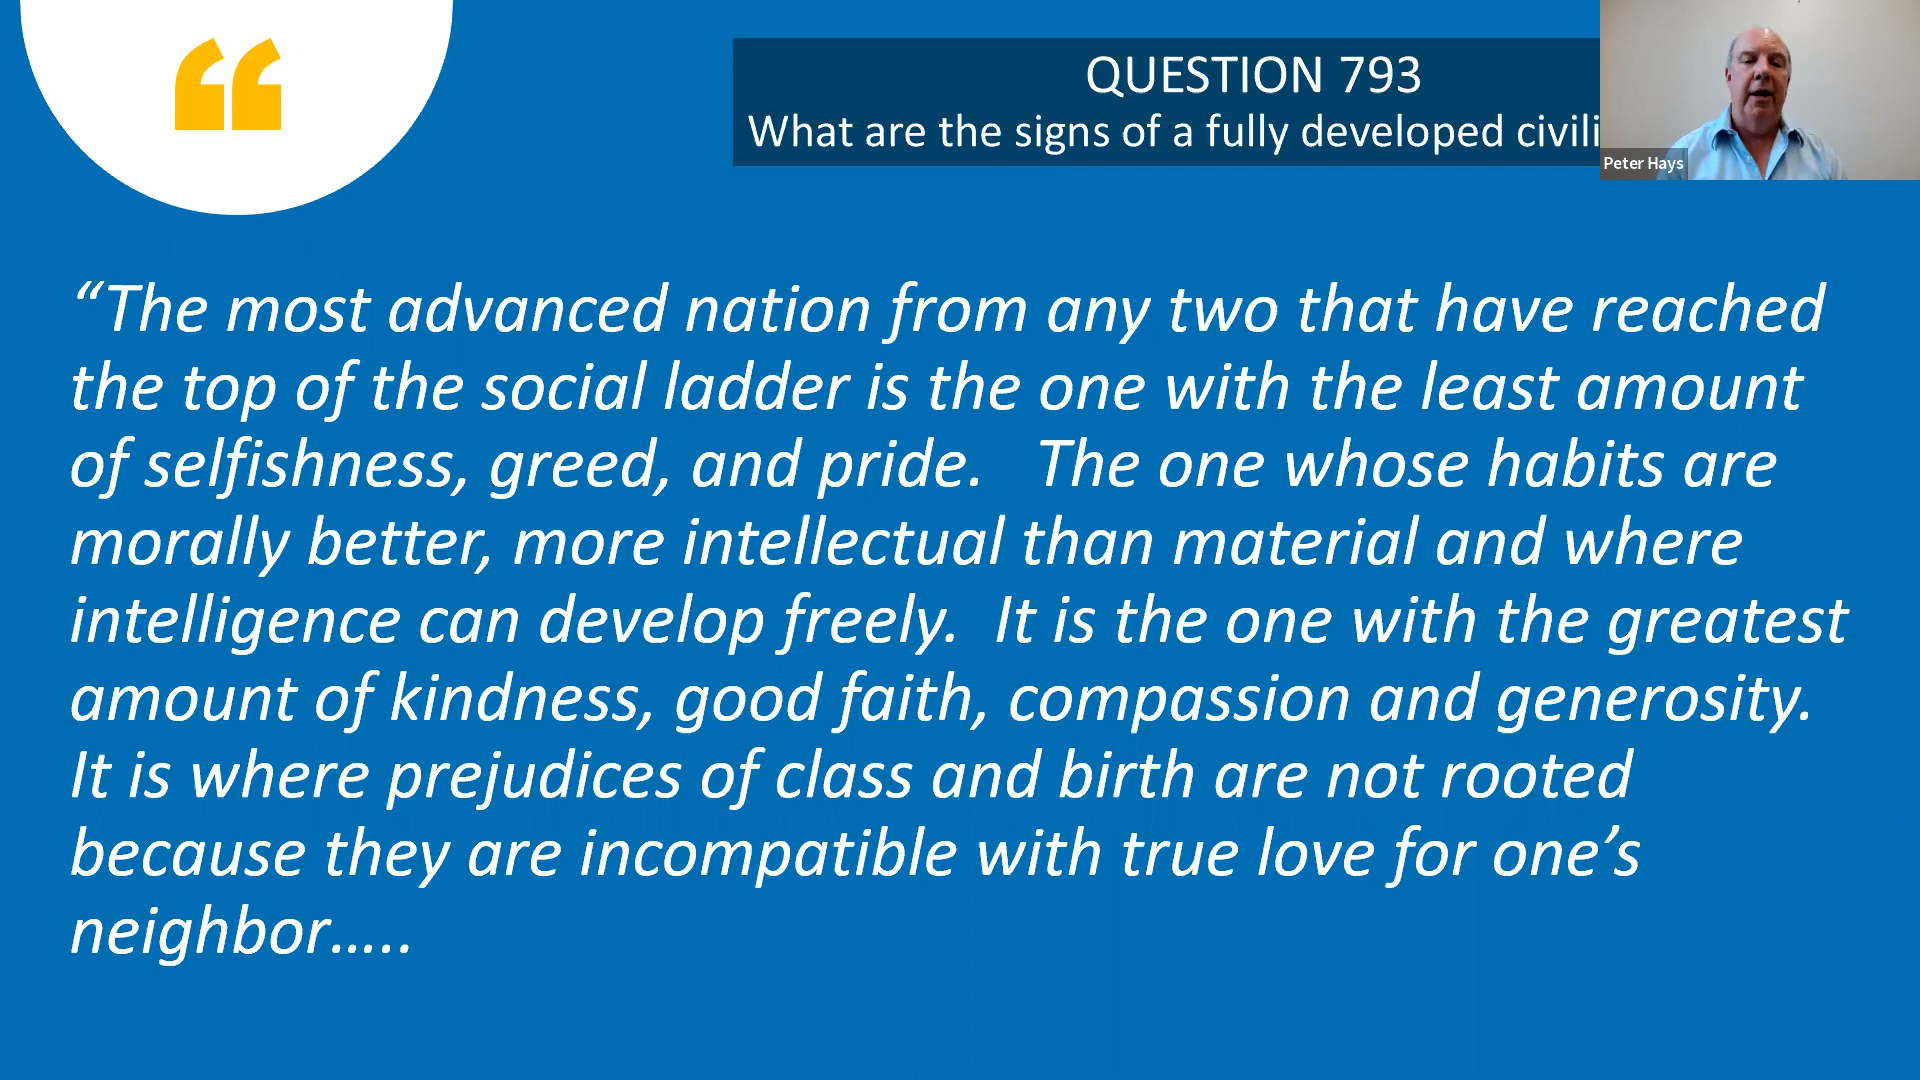 “
QUESTION 793
What are the signs of a fully developed
Peter Hays
“The most advanced nation from any two that have reached
the top of the social ladder is the one with the least amount
of selfishness, greed, and pride. The one whose habits are
morally better, more intellectual than material and where
intelligence can develop freely. It is the one with the greatest
amount of kindness, good faith, compassion and generosity.
It is where prejudices of class and birth are not rooted
because they are incompatible with true love for one’s
neighbor…..